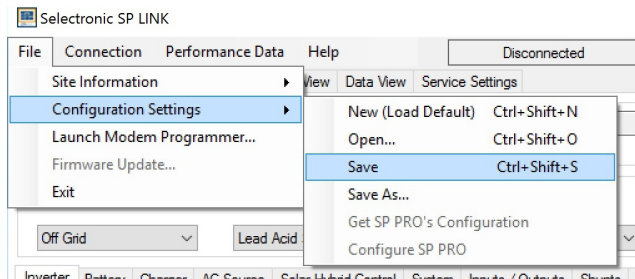 Selectronic SP LINK
File Connection Performance Data Help Disconnected
View Data View Service Settings
Site Information
Configuration Settings
Launch Modem Programmer...
Firmware Update...
Exit
New (Load Default) Ctrl+Shift+N
Open... Ctrl+Shift+O
Save Ctrl+Shift+S
Save As...
Get SP PRO's Configuration
Configure SP PRO
Off Grid Lead Acid
Inverter Battery Charger AC Source Solar Hybrid Control System Inputs / Outputs Shunts